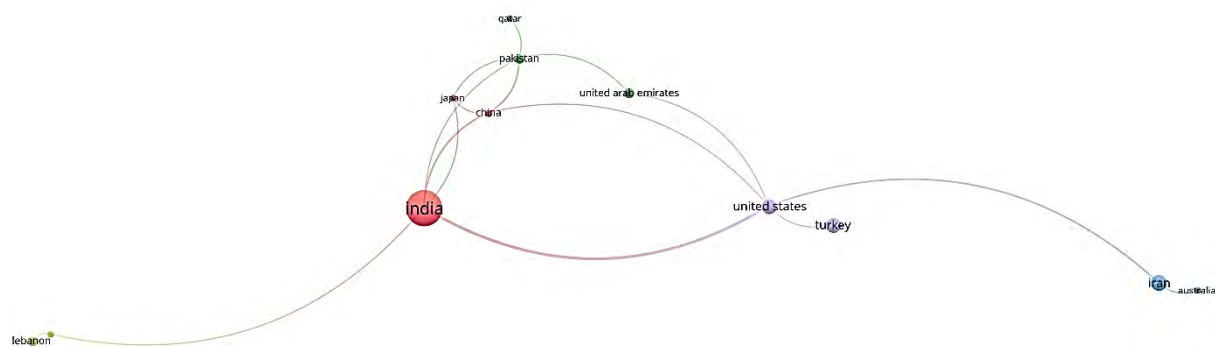 qatar
pakistan
united arab emirates
japan
china
india
united states
turkey
iran
australia
lebanon